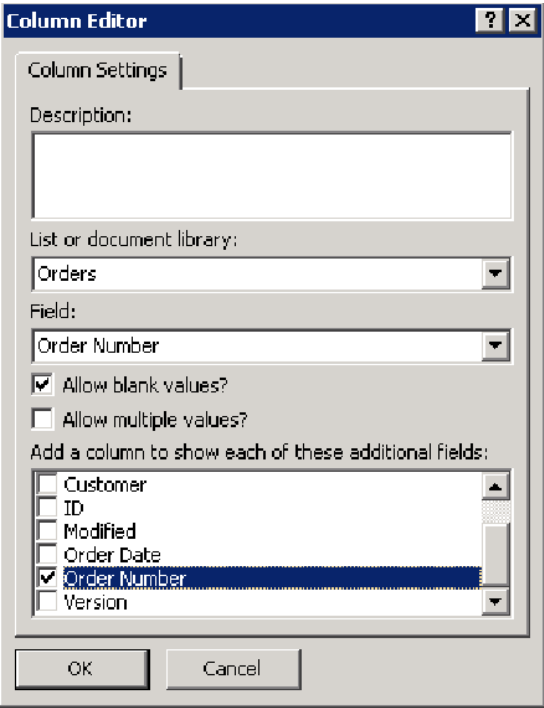 Column Editor
Column Settings
Description:
List or document library:
Orders
Field:
Order Number
Allow blank values?
Allow multiple values?
Add a column to show each of these additional fields:
Customer
ID
Modified
Order Date
Order Number
Version
OK Cancel